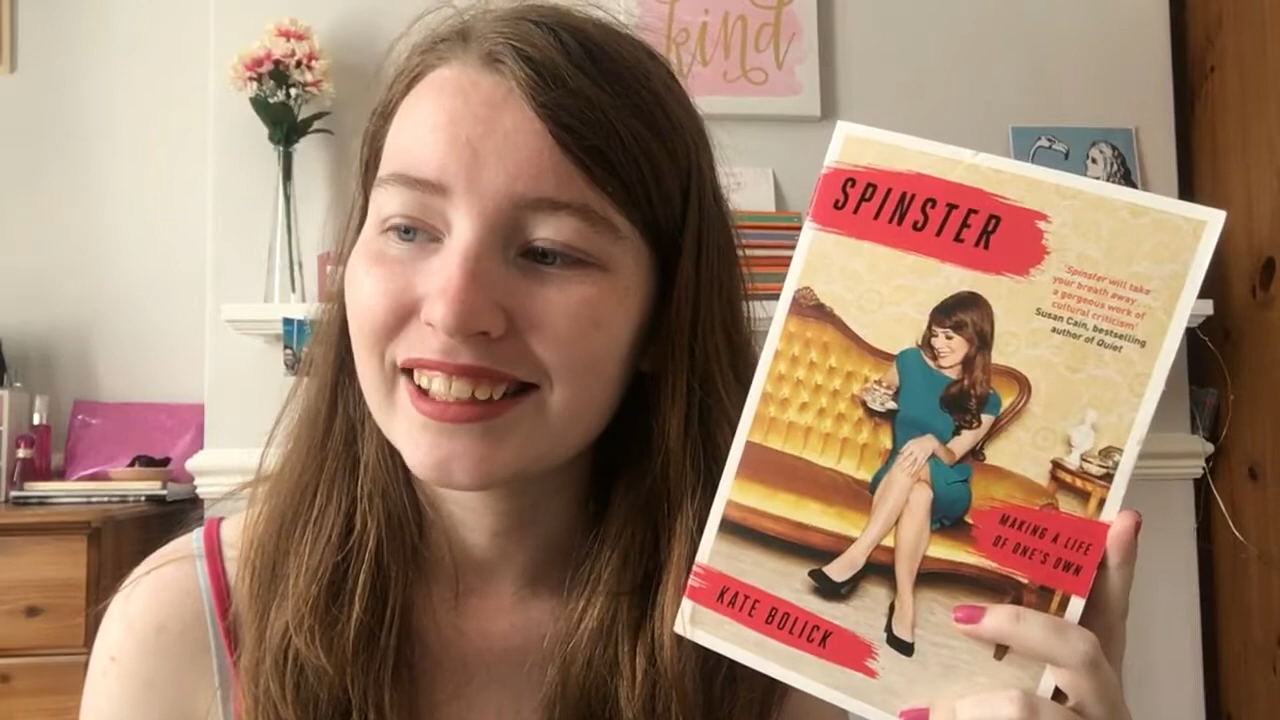 kind
SPINSTER
'Spinster will take
your breath away...
a gorgeous work of
cultural criticism'
Susan Cain, bestselling
author of Quiet
MAKING A LIFE
OF ONE'S OWN
KATE BOLICK